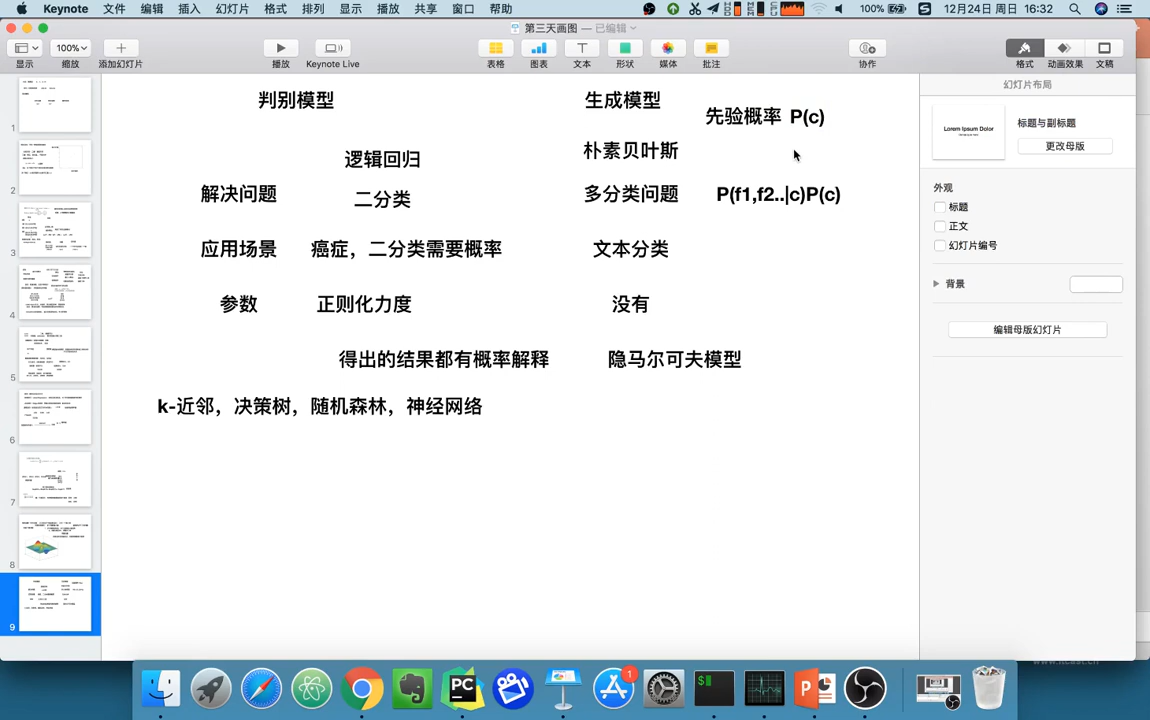 Keynote 文件 编辑 插入 幻灯片 格式 排列 显示 播放 共享 窗口 帮助 100% 12月24日 周日 16:32
第三天画图 — 已编辑
100%
显示 缩放 添加幻灯片 播放 Keynote Live 表格 图表 文本 形状 媒体 批注 协作 格式 动画效果 文稿
判别模型 生成模型
先验概率 P(c)
逻辑回归 朴素贝叶斯
解决问题 二分类 多分类问题 P(f1,f2..|c)P(c)
应用场景 癌症，二分类需要概率 文本分类
参数 正则化力度 没有
得出的结果都有概率解释 隐马尔可夫模型
k-近邻，决策树，随机森林，神经网络
幻灯片布局
Lorem Ipsum Dolor
标题与副标题
更改母版
外观
标题
正文
幻灯片编号
背景
编辑母版幻灯片
1
2
3
4
5
6
7
8
9
PC
1
$
P